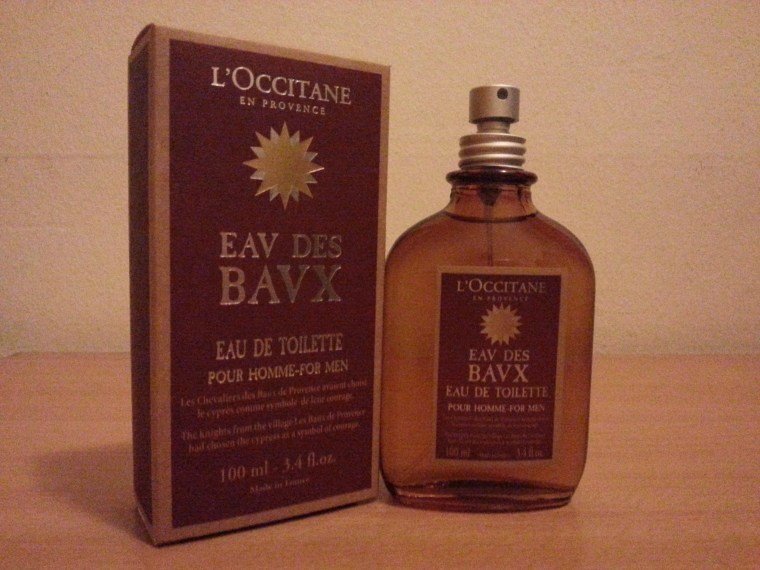 L'OCCITANE
EN PROVENCE
EAV DES
BAVX
EAU DE TOILETTE
POUR HOMME-FOR MEN
Les Chevaliers des Baux de Provence avaient choisi
le cyprès comme symbole de leur courage.
The knights from the village Les Baux de Provence
had chosen the cypress as a symbol of courage.
100 ml - 3.4 fl.oz.
Made in France
L'OCCITANE
EN PROVENCE
EAV DES
BAVX
EAU DE TOILETTE
POUR HOMME-FOR MEN
100 ml
3.4 fl.oz.